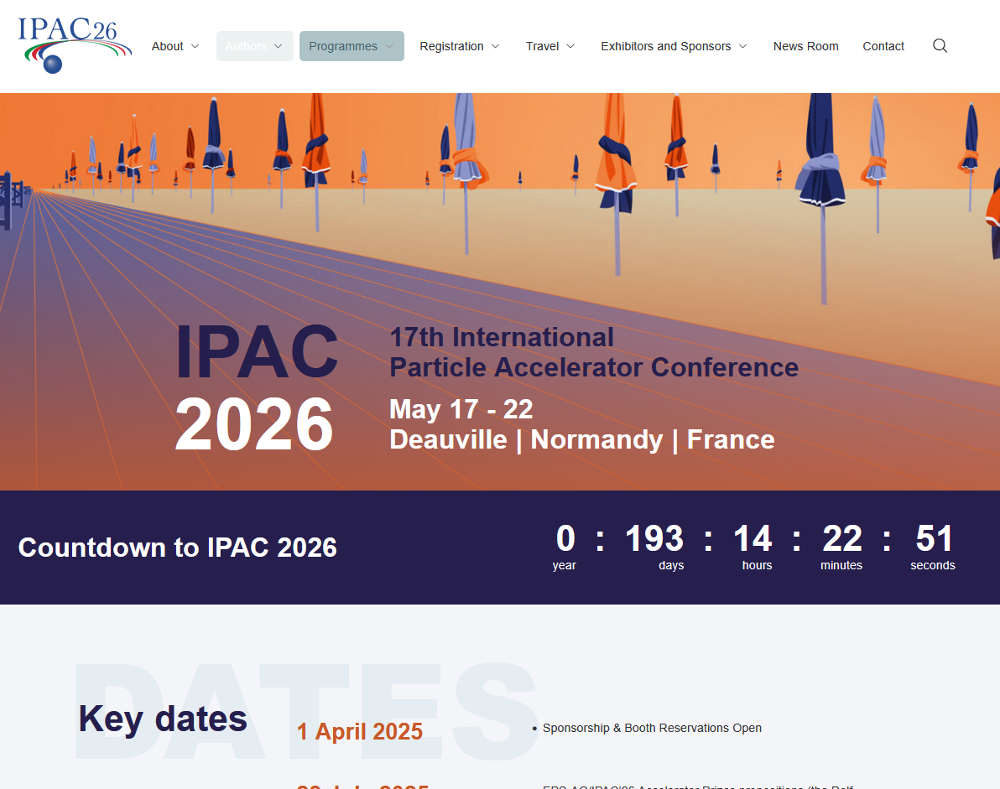 IPAC26
About
Authors
Programmes
Registration
Travel
Exhibitors and Sponsors
News Room
Contact
IPAC
2026
17th International
Particle Accelerator Conference
May 17 - 22
Deauville | Normandy | France
Countdown to IPAC 2026
0 : 193 : 14 : 22 : 51
year days hours minutes seconds
DATES
Key dates
1 April 2025
• Sponsorship & Booth Reservations Open